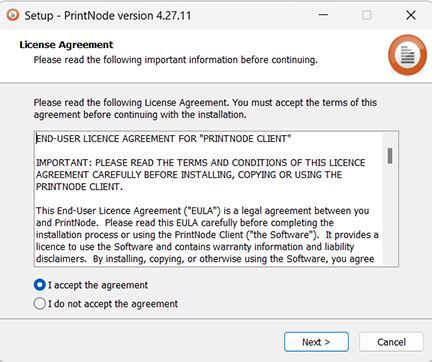 Setup - PrintNode version 4.27.11
License Agreement
Please read the following important information before continuing.
Please read the following License Agreement. You must accept the terms of this
agreement before continuing with the installation.
END-USER LICENCE AGREEMENT FOR "PRINTNODE CLIENT"
IMPORTANT: PLEASE READ THE TERMS AND CONDITIONS OF THIS LICENCE
AGREEMENT CAREFULLY BEFORE INSTALLING, COPYING OR USING THE
PRINTNODE CLIENT.
This End-User Licence Agreement ("EULA") is a legal agreement between you
and PrintNode.  Please read this EULA carefully before completing the
installation process or using the PrintNode Client ("the Software").  It provides a
licence to use the Software and contains warranty information and liability
disclaimers.  By installing, copying, or otherwise using the Software, you agree
I accept the agreement
I do not accept the agreement
Next >
Cancel